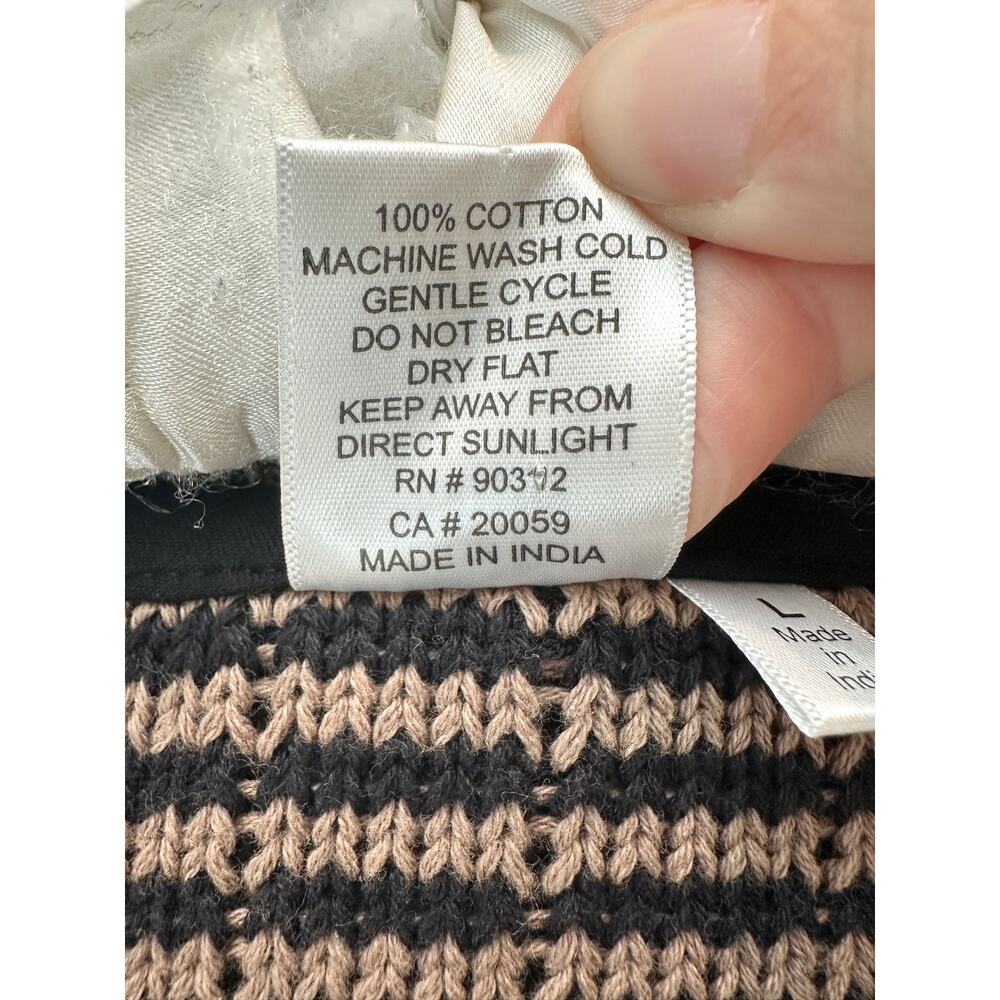 100% COTTON
MACHINE WASH COLD
GENTLE CYCLE
DO NOT BLEACH
DRY FLAT
KEEP AWAY FROM
DIRECT SUNLIGHT
RN #
CA # 20059
MADE IN INDIA
L
Made
in